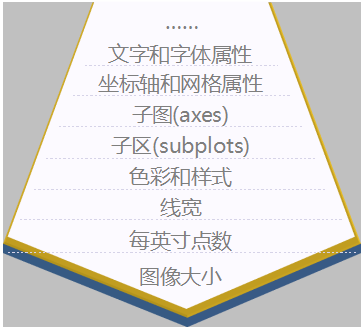 ……
文字和字体属性
坐标轴和网格属性
子图(axes)
子区(subplots)
色彩和样式
线宽
每英寸点数
图像大小